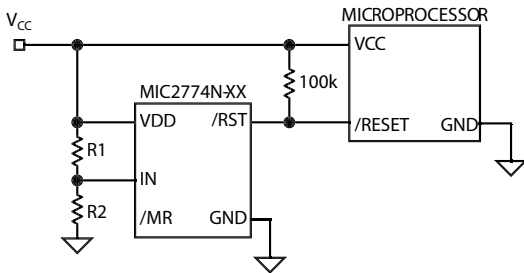 MICROPROCESSOR
VCC
VCC
100k
MIC2774N-XX
VDD
/RST
/RESET
GND
R1
IN
R2
/MR
GND